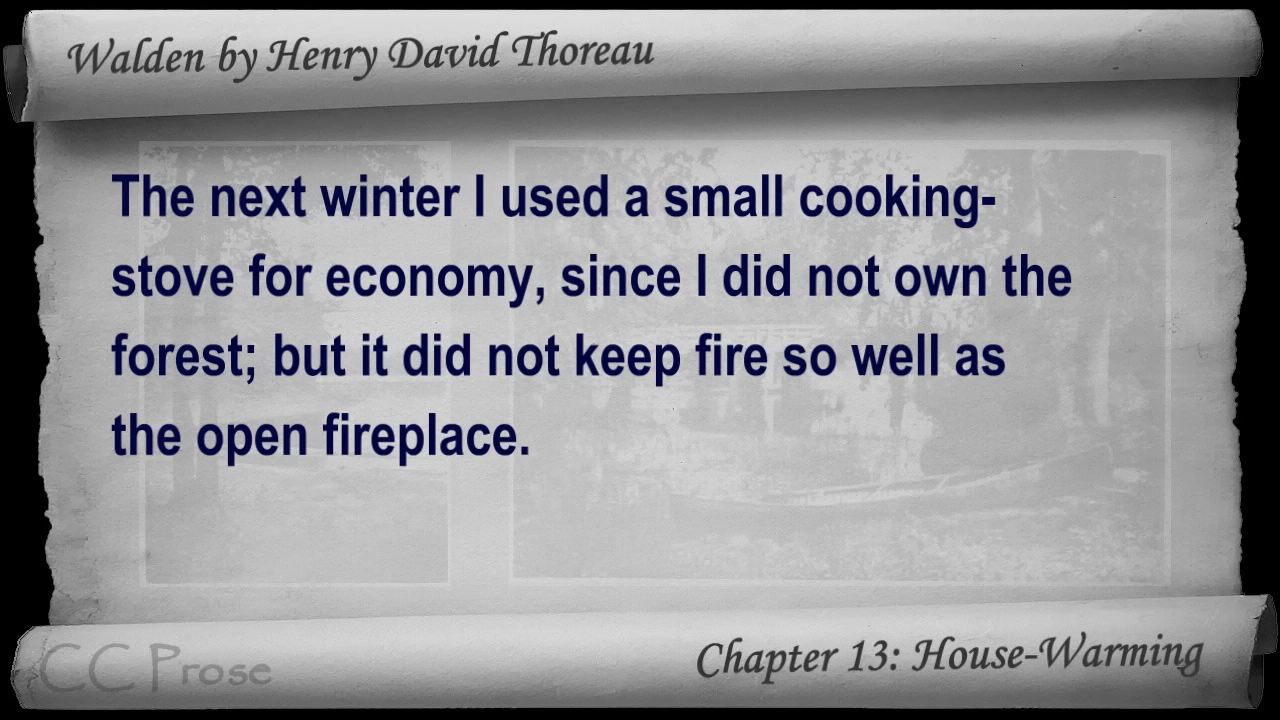 Walden by Henry David Thoreau
The next winter I used a small cooking-
stove for economy, since I did not own the
forest; but it did not keep fire so well as
the open fireplace.
CC Prose
Chapter 13: House-Warming